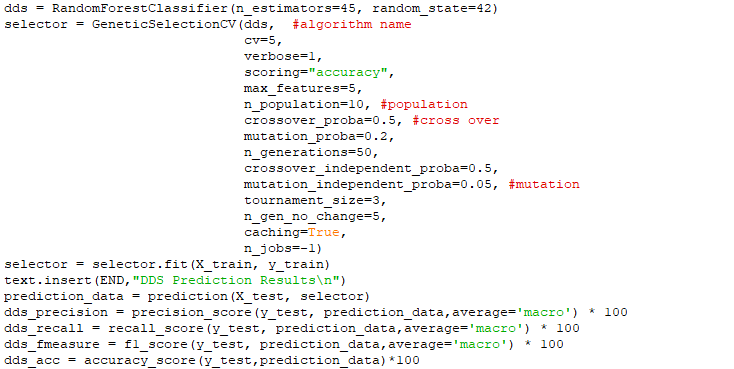 dds = RandomForestClassifier(n_estimators=45, random_state=42)
selector = GeneticSelectionCV(dds,  #algorithm name
                              cv=5,
                              verbose=1,
                              scoring="accuracy",
                              max_features=5,
                              n_population=10, #population
                              crossover_proba=0.5, #cross over
                              mutation_proba=0.2,
                              n_generations=50,
                              crossover_independent_proba=0.5,
                              mutation_independent_proba=0.05, #mutation
                              tournament_size=3,
                              n_gen_no_change=5,
                              caching=True,
                              n_jobs=-1)
selector = selector.fit(X_train, y_train)
text.insert(END,"DDS Prediction Results\n")
prediction_data = prediction(X_test, selector)
dds_precision = precision_score(y_test, prediction_data,average='macro') * 100
dds_recall = recall_score(y_test, prediction_data,average='macro') * 100
dds_fmeasure = f1_score(y_test, prediction_data,average='macro') * 100
dds_acc = accuracy_score(y_test,prediction_data)*100